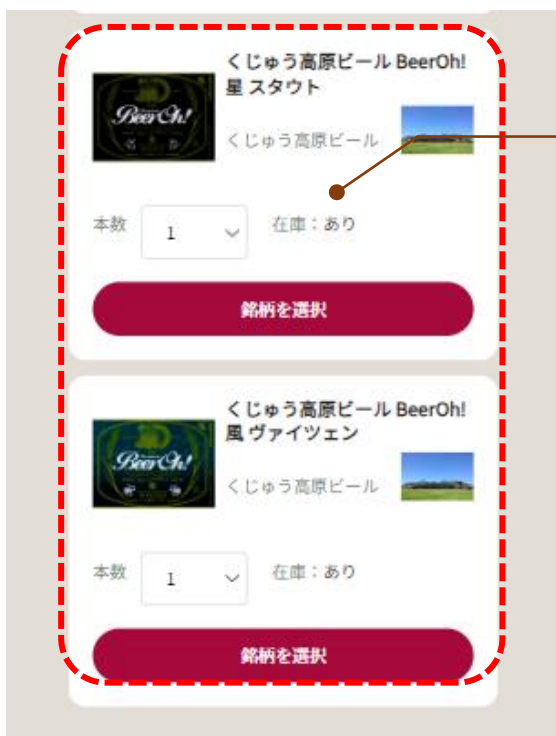 くじゅう高原ビール BeerOh!
星 スタウト
BeerOh!
くじゅう高原ビール
本数 1 在庫：あり
銘柄を選択
くじゅう高原ビール BeerOh!
風 ヴァイツェン
BeerOh!
くじゅう高原ビール
本数 1 在庫：あり
銘柄を選択